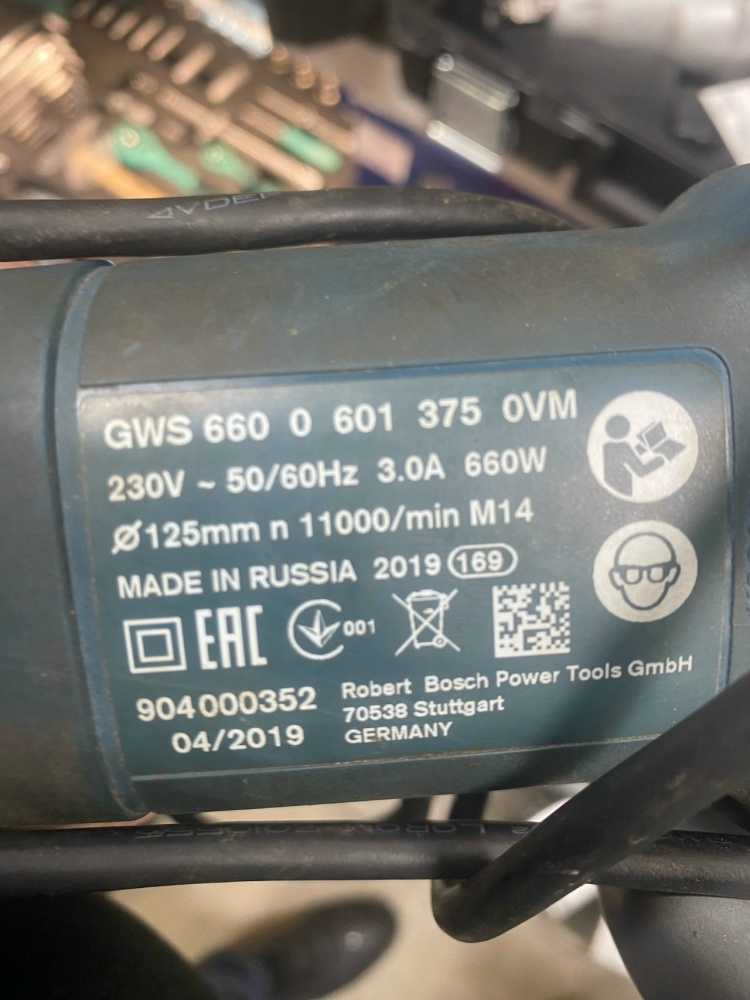 GWS 660 0 601 375 0VM
230V ~ 50/60Hz 3.0A 660W
Ø125mm n 11000/min M14
MADE IN RUSSIA 2019 169
EAC 001
904000352
04/2019
Robert Bosch Power Tools GmbH
70538 Stuttgart
GERMANY